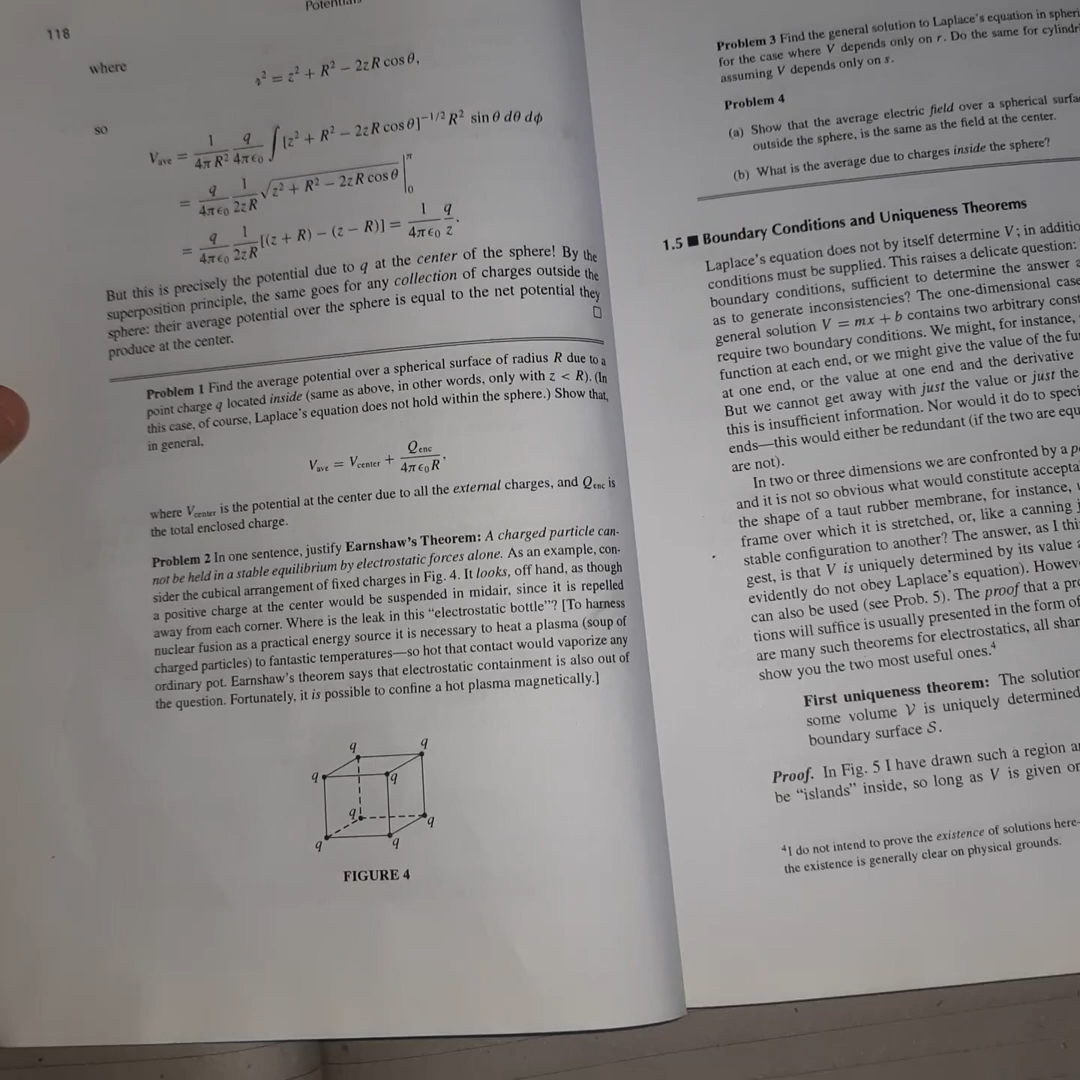 118
where
𝓇² = z² + R² − 2zR cos θ,
so
V_ave = 1/(4πR²) q/(4πε₀) ∫ [z² + R² − 2zR cos θ]^(−1/2) R² sin θ dθ dϕ
= q/(4πε₀) 1/(2zR) √(z² + R² − 2zR cos θ) |₀^π
= q/(4πε₀) 1/(2zR) [(z + R) − (z − R)] = 1/(4πε₀) q/z.
But this is precisely the potential due to q at the center of the sphere! By the
superposition principle, the same goes for any collection of charges outside the
sphere: their average potential over the sphere is equal to the net potential they
produce at the center. □
Problem 1 Find the average potential over a spherical surface of radius R due to a
point charge q located inside (same as above, in other words, only with z < R). (In
this case, of course, Laplace's equation does not hold within the sphere.) Show that,
in general,
V_ave = V_center + Q_enc/(4πε₀R),
where V_center is the potential at the center due to all the external charges, and Q_enc is
the total enclosed charge.
Problem 2 In one sentence, justify Earnshaw's Theorem: A charged particle can-
not be held in a stable equilibrium by electrostatic forces alone. As an example, con-
sider the cubical arrangement of fixed charges in Fig. 4. It looks, off hand, as though
a positive charge at the center would be suspended in midair, since it is repelled
away from each corner. Where is the leak in this "electrostatic bottle"? [To harness
nuclear fusion as a practical energy source it is necessary to heat a plasma (soup of
charged particles) to fantastic temperatures—so hot that contact would vaporize any
ordinary pot. Earnshaw's theorem says that electrostatic containment is also out of
the question. Fortunately, it is possible to confine a hot plasma magnetically.]
q
q
q
q
q
q
q
q
FIGURE 4
Problem 3 Find the general solution to Laplace's equation in
for the case where V depends only on r. Do the same for
assuming V depends only on s.
Problem 4
(a) Show that the average electric field over a spherical
outside the sphere, is the same as the field at the center.
(b) What is the average due to charges inside the sphere?
1.5 ■ Boundary Conditions and Uniqueness Theorems
Laplace's equation does not by itself determine V; in
conditions must be supplied. This raises a delicate question:
boundary conditions, sufficient to determine the answer
as to generate inconsistencies? The one-dimensional case
general solution V = mx + b contains two arbitrary
require two boundary conditions. We might, for instance,
function at each end, or we might give the value of the
at one end, or the value at one end and the derivative
But we cannot get away with just the value or just the
this is insufficient information. Nor would it do to
ends—this would either be redundant (if the two are
are not).
In two or three dimensions we are confronted by a
and it is not so obvious what would constitute
the shape of a taut rubber membrane, for instance,
frame over which it is stretched, or, like a canning
stable configuration to another? The answer, as I
gest, is that V is uniquely determined by its value
evidently do not obey Laplace's equation).
can also be used (see Prob. 5). The proof that a
tions will suffice is usually presented in the form of
are many such theorems for electrostatics, all
show you the two most useful ones.⁴
First uniqueness theorem: The
some volume 𝒱 is uniquely determined
boundary surface 𝒮.
Proof. In Fig. 5 I have drawn such a region
be "islands" inside, so long as V is given
⁴I do not intend to prove the existence of solutions here
the existence is generally clear on physical grounds.